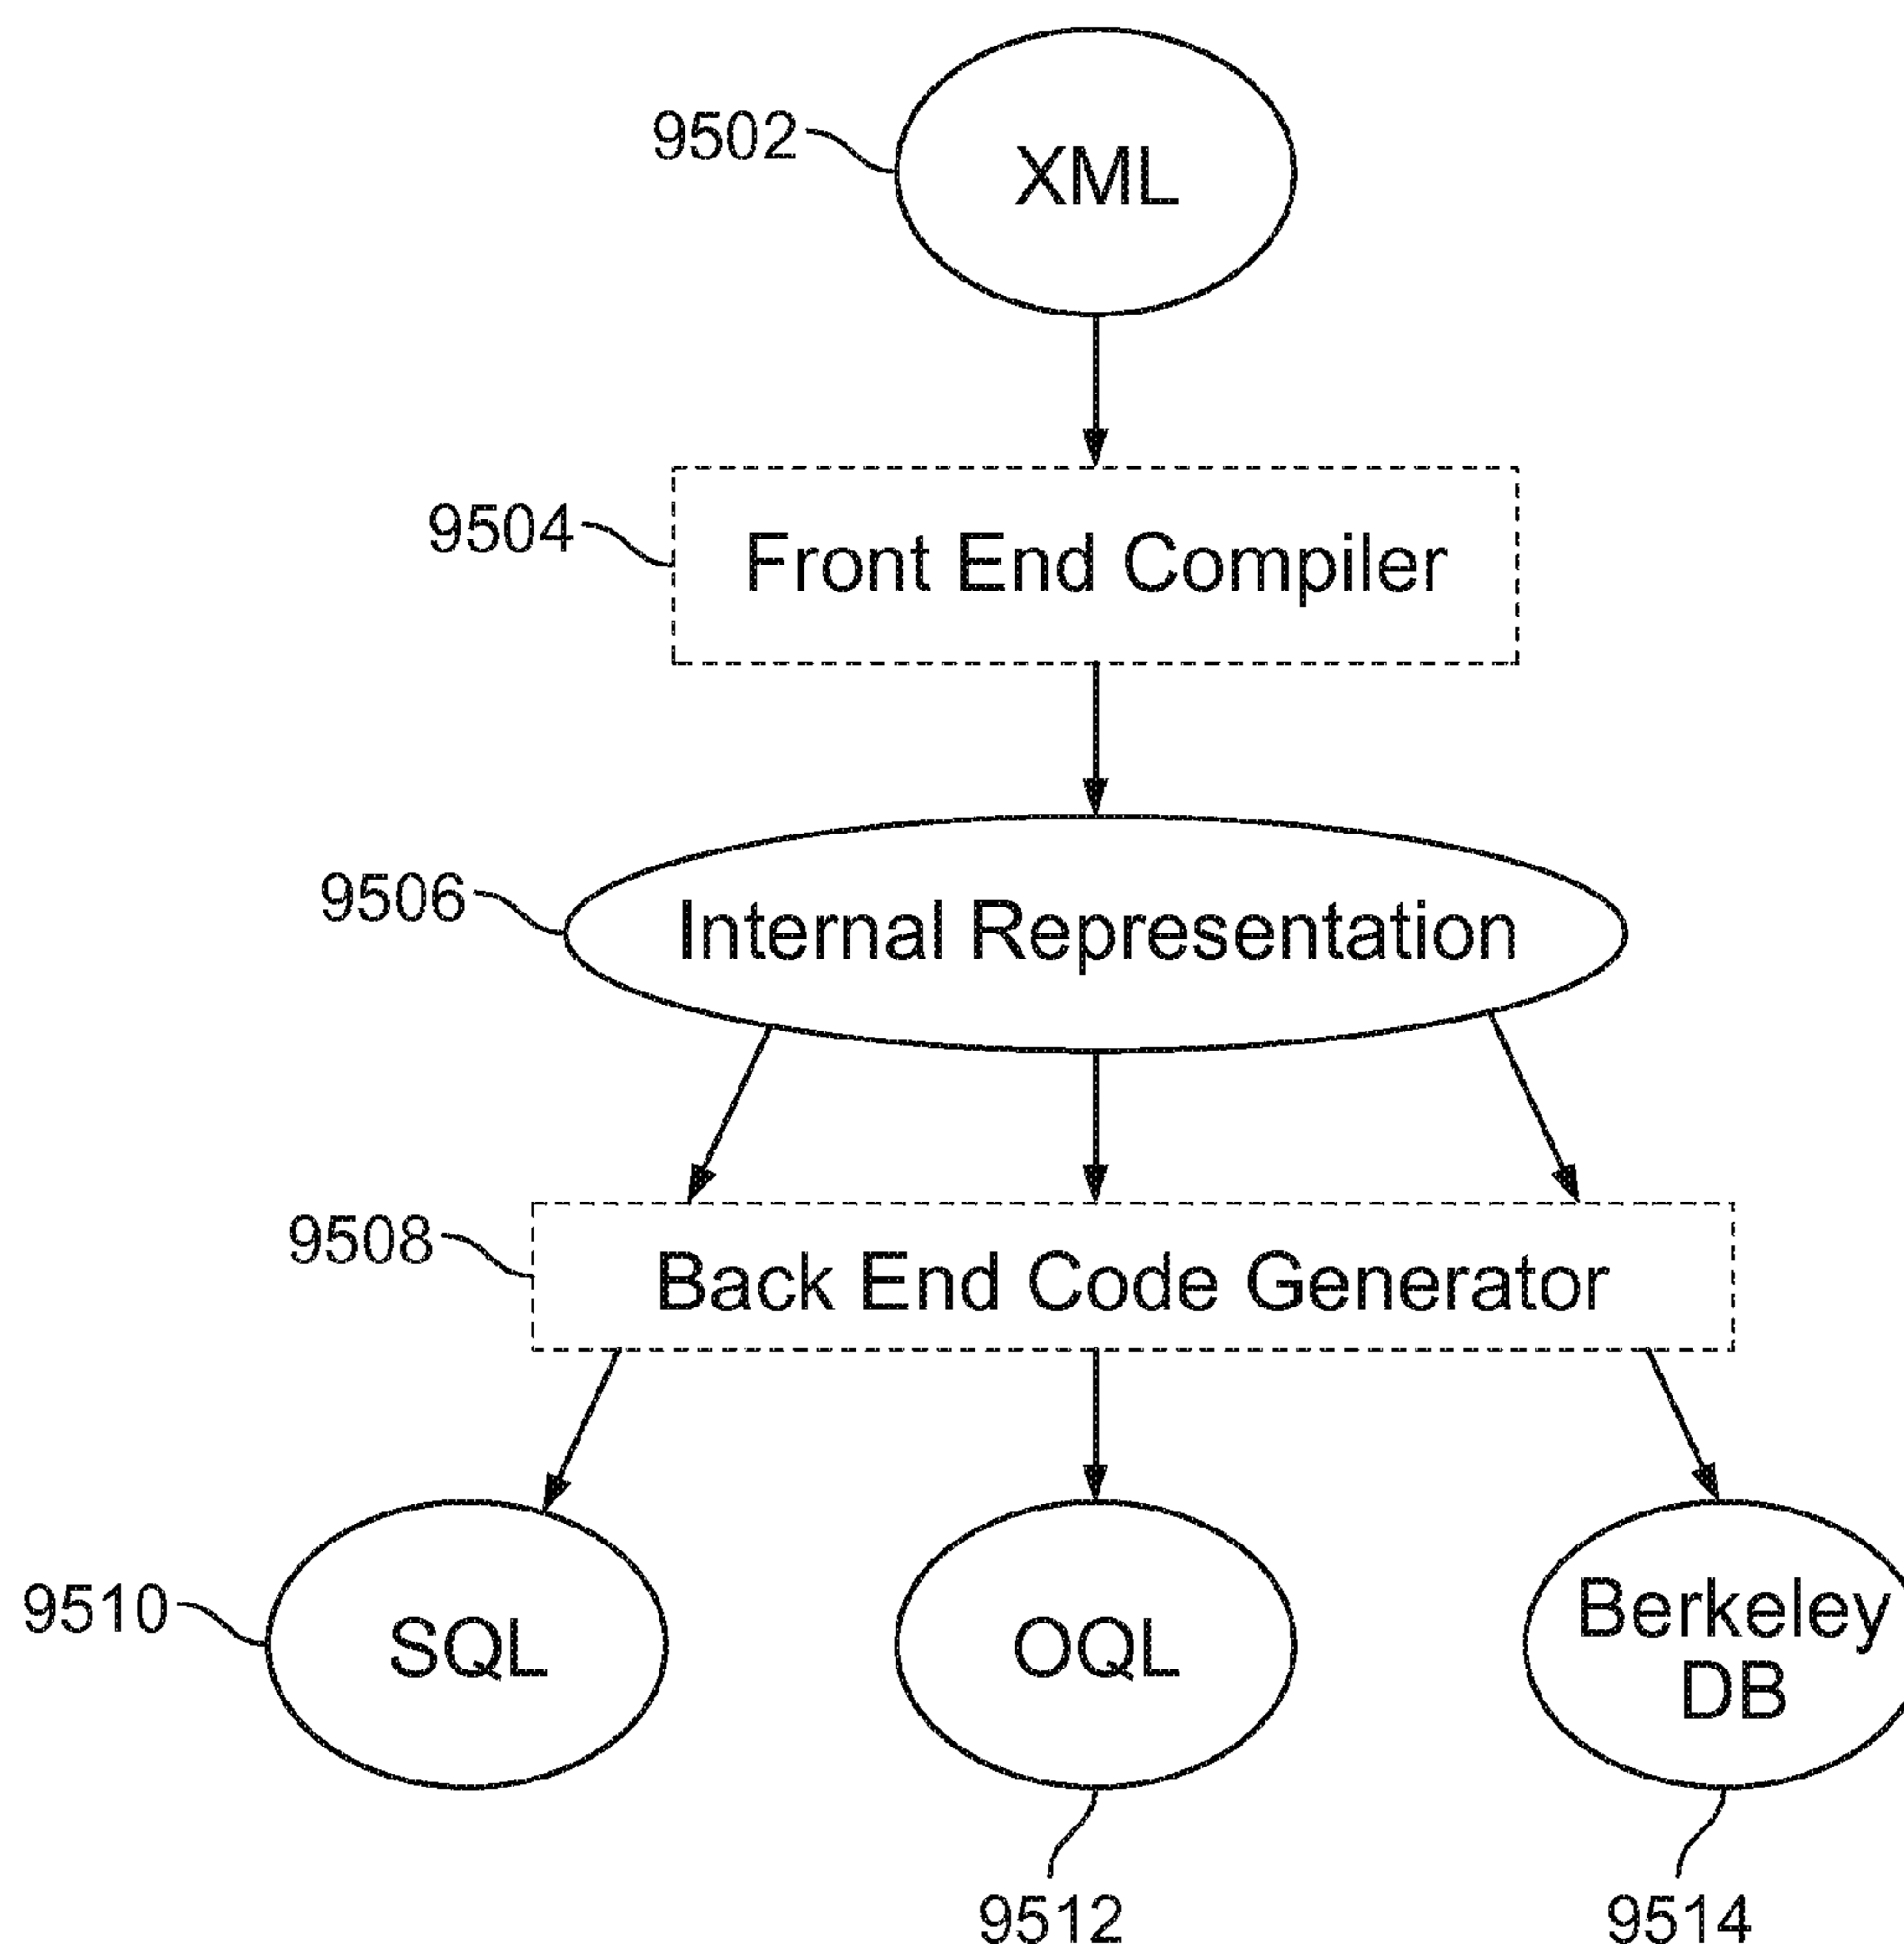 9502
XML
9504
Front End Compiler
9506
Internal Representation
9508
Back End Code Generator
9510
SQL
OQL
Berkeley
DB
9512
9514